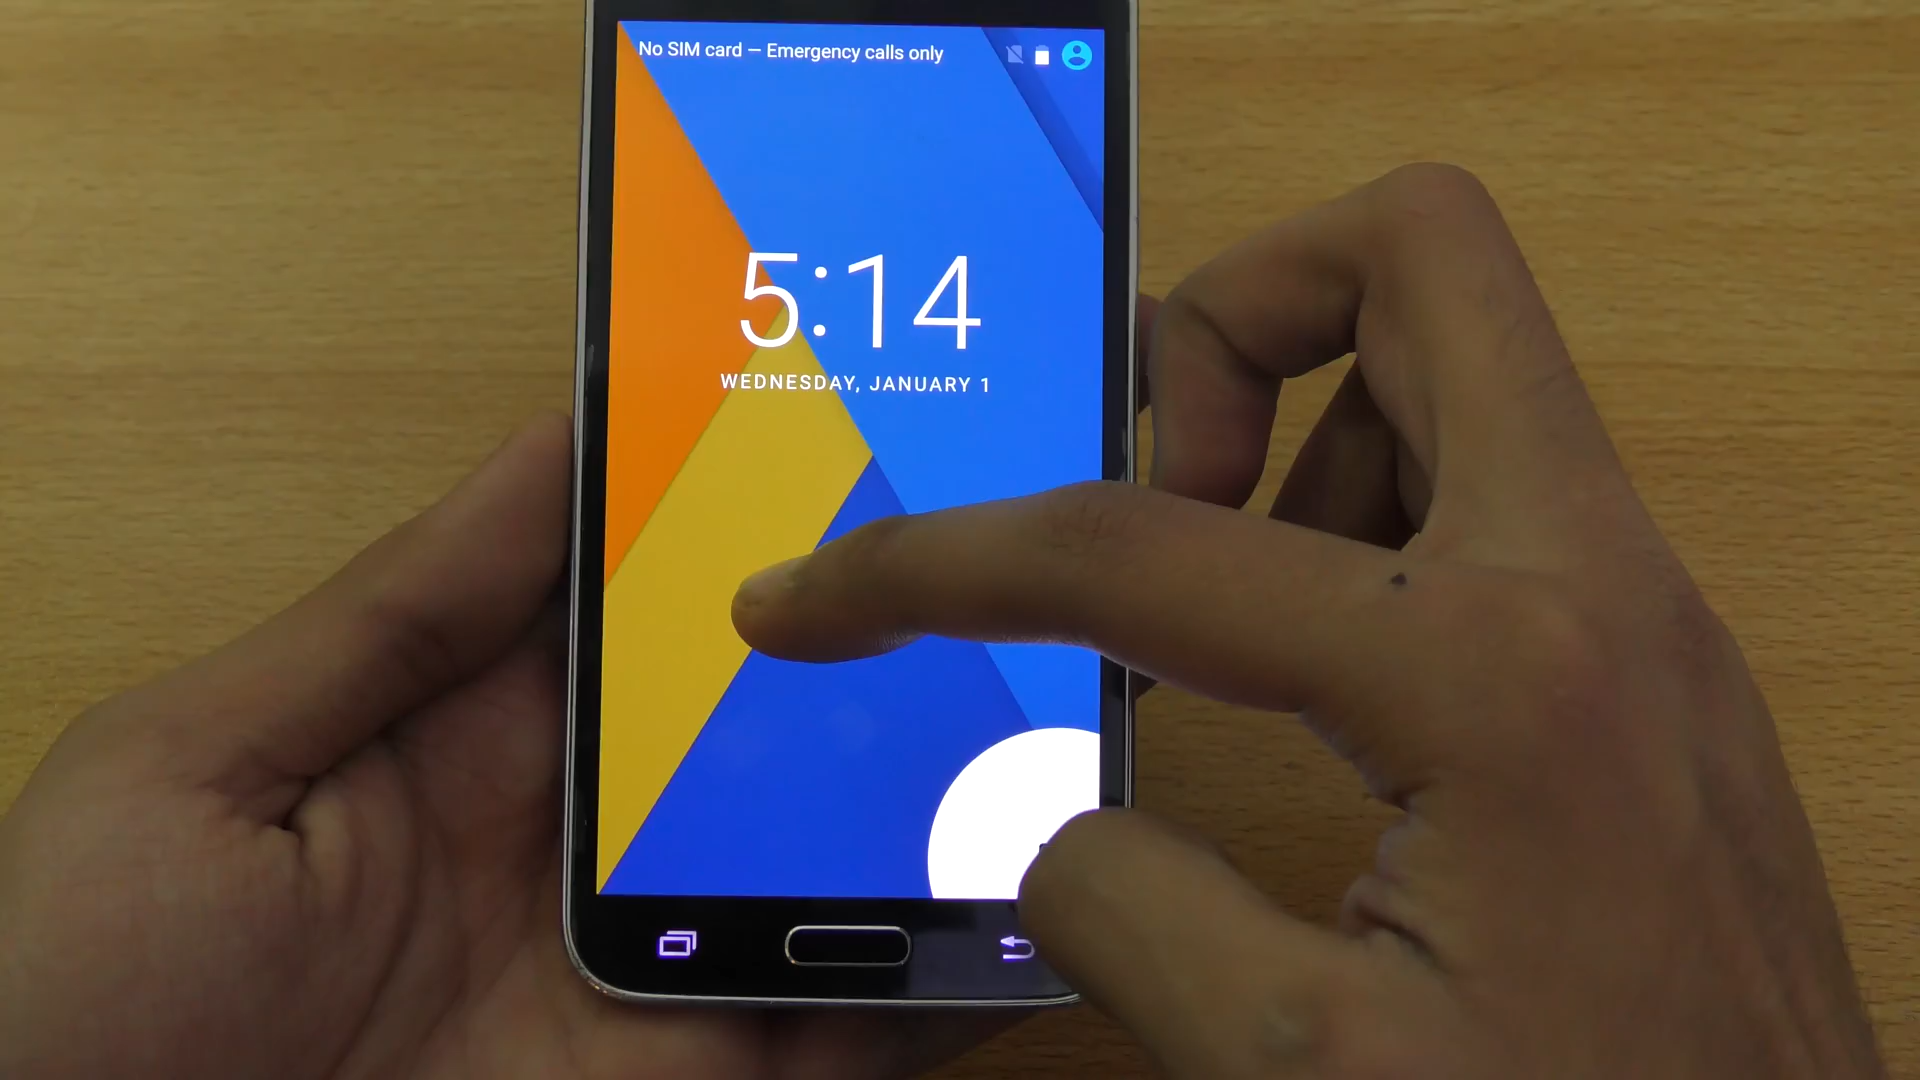 No SIM card — Emergency calls only
5:14
WEDNESDAY, JANUARY 1